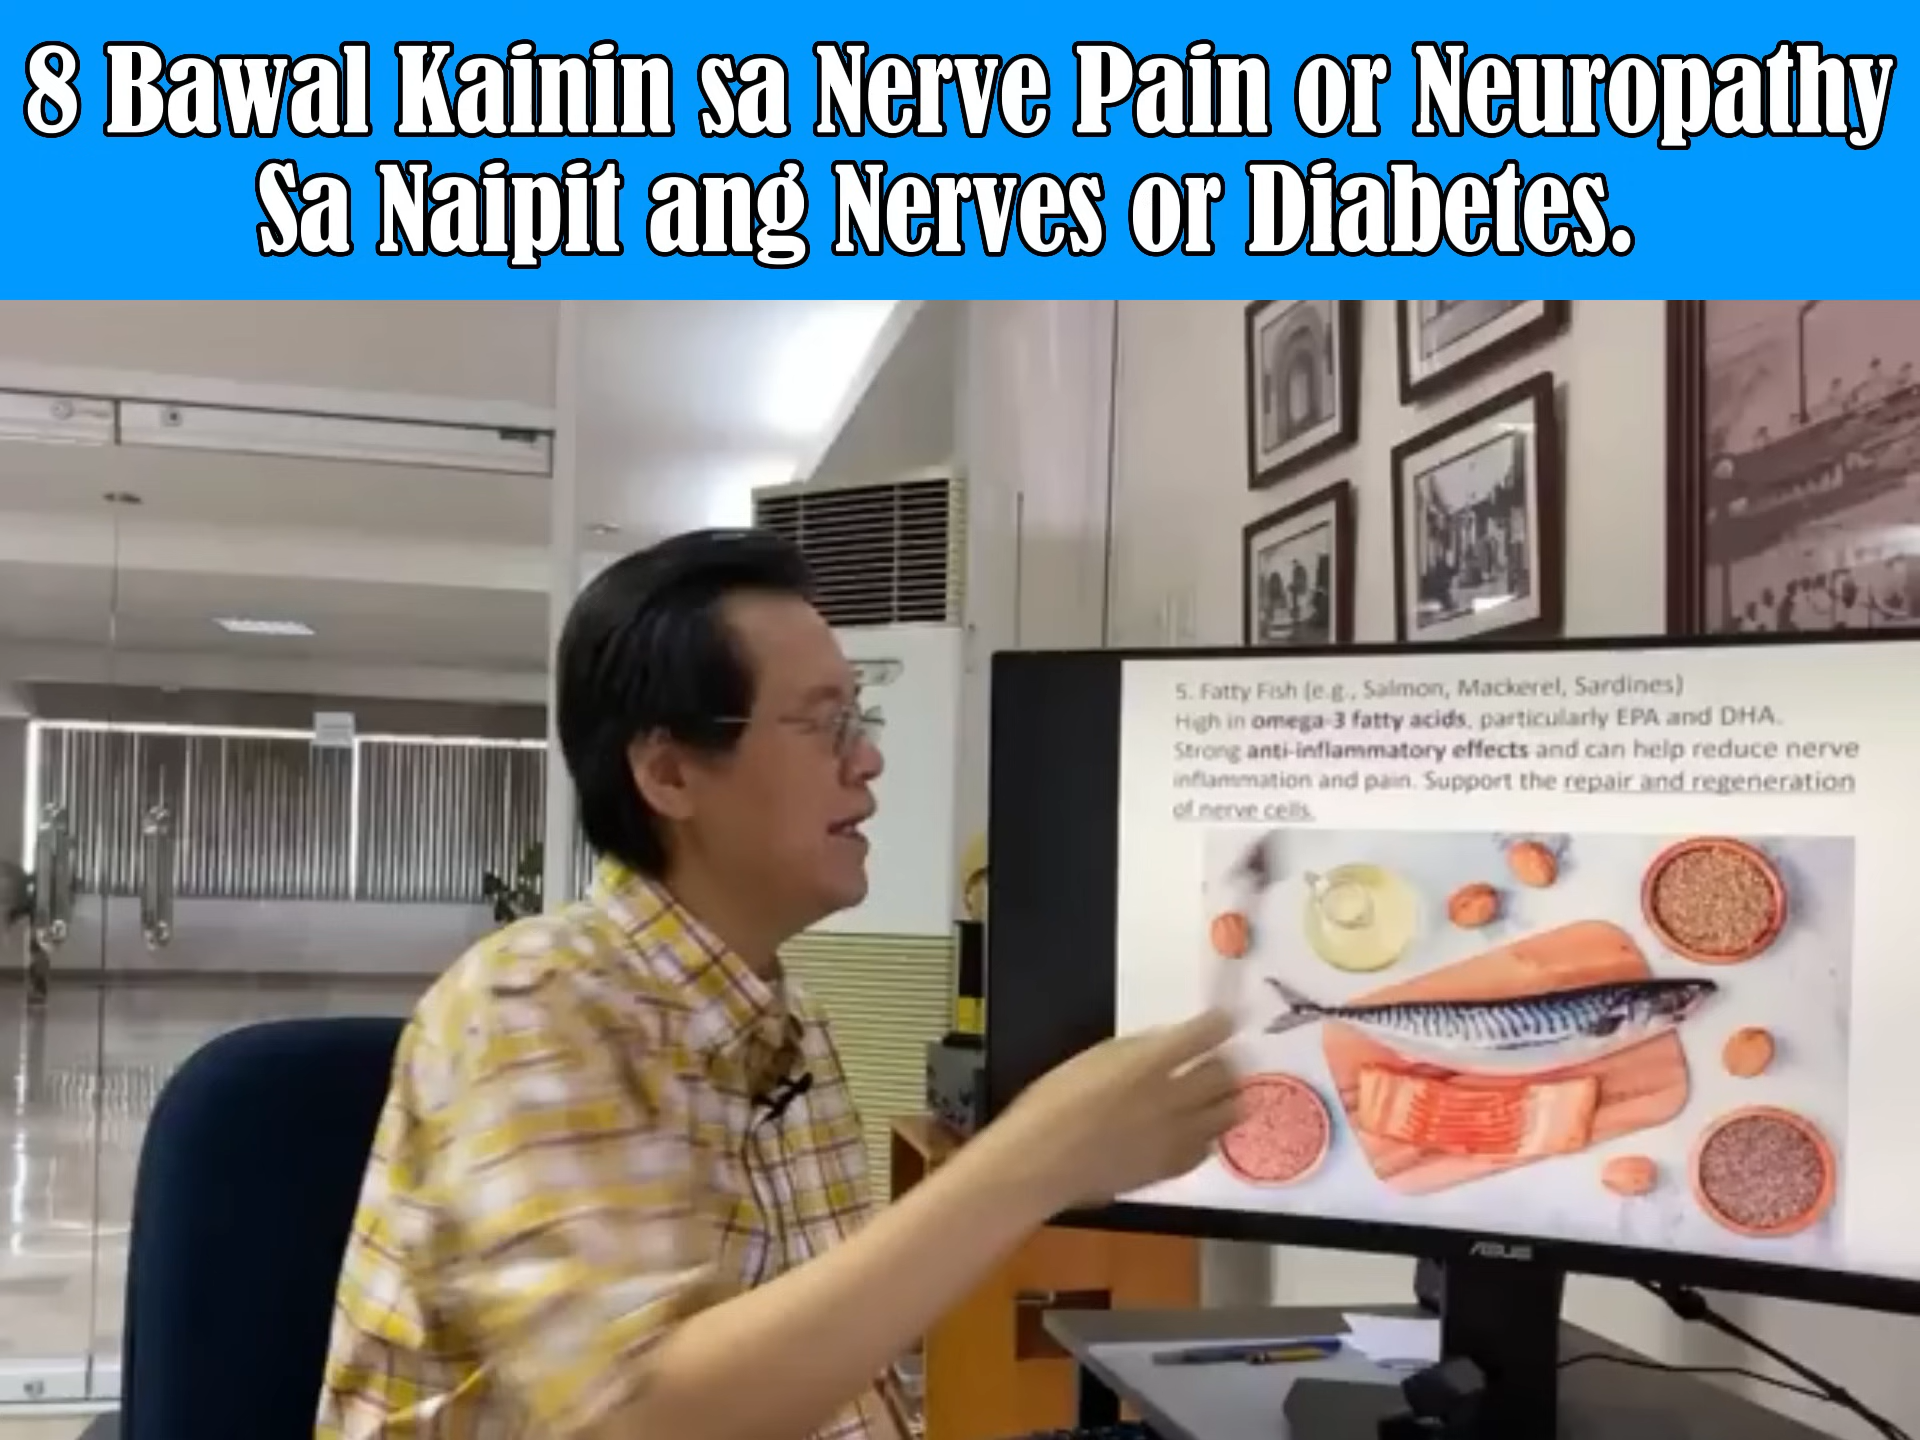 8 Bawal Kainin sa Nerve Pain or Neuropathy
Sa Naipit ang Nerves or Diabetes.
5. Fatty Fish (e.g., Salmon, Mackerel, Sardines)
High in omega-3 fatty acids, particularly EPA and DHA.
Strong anti-inflammatory effects and can help reduce nerve
inflammation and pain. Support the repair and regeneration
of nerve cells.
ASUS